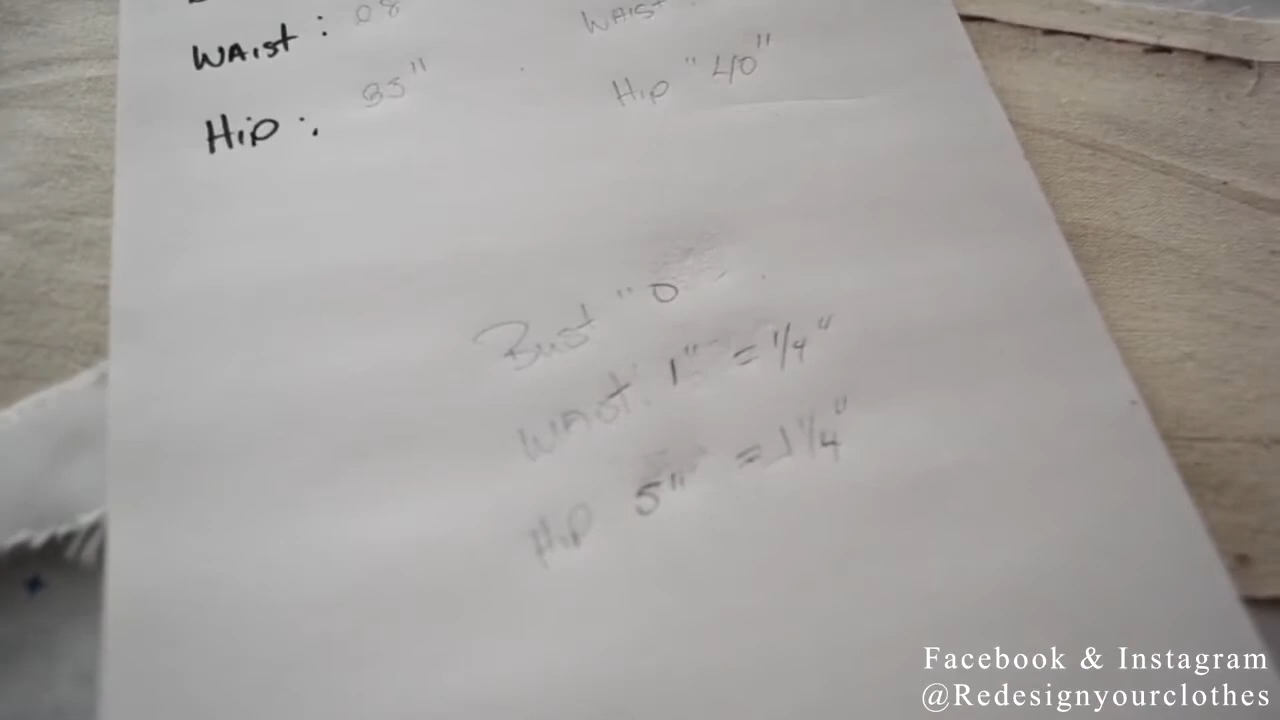 WAIST :
WAIST
35"
Hip " 40"
HiP :
Bust " 0
WAIST. 1" = 1/4"
HiP 5" = 1 1/4"
Facebook & Instagram
@Redesignyourclothes